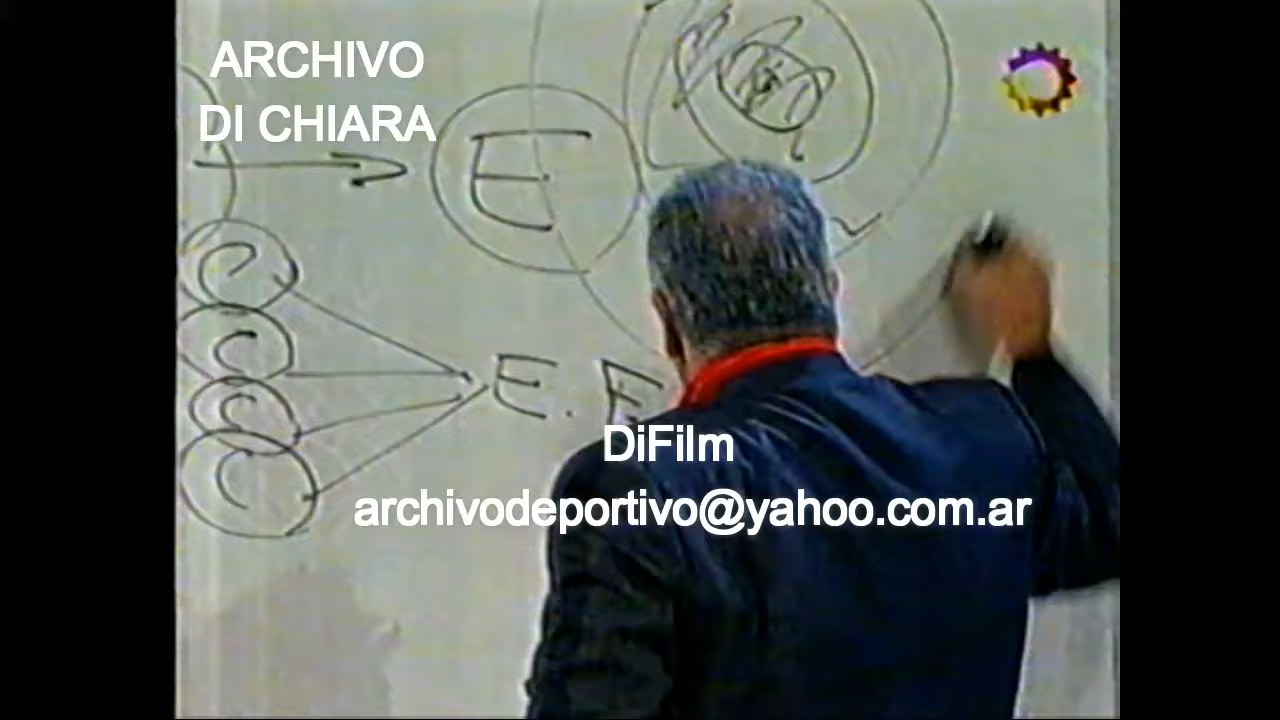 ARCHIVO
DI CHIARA
E
C
C
C
C
E. E
DiFilm
archivodeportivo@yahoo.com.ar